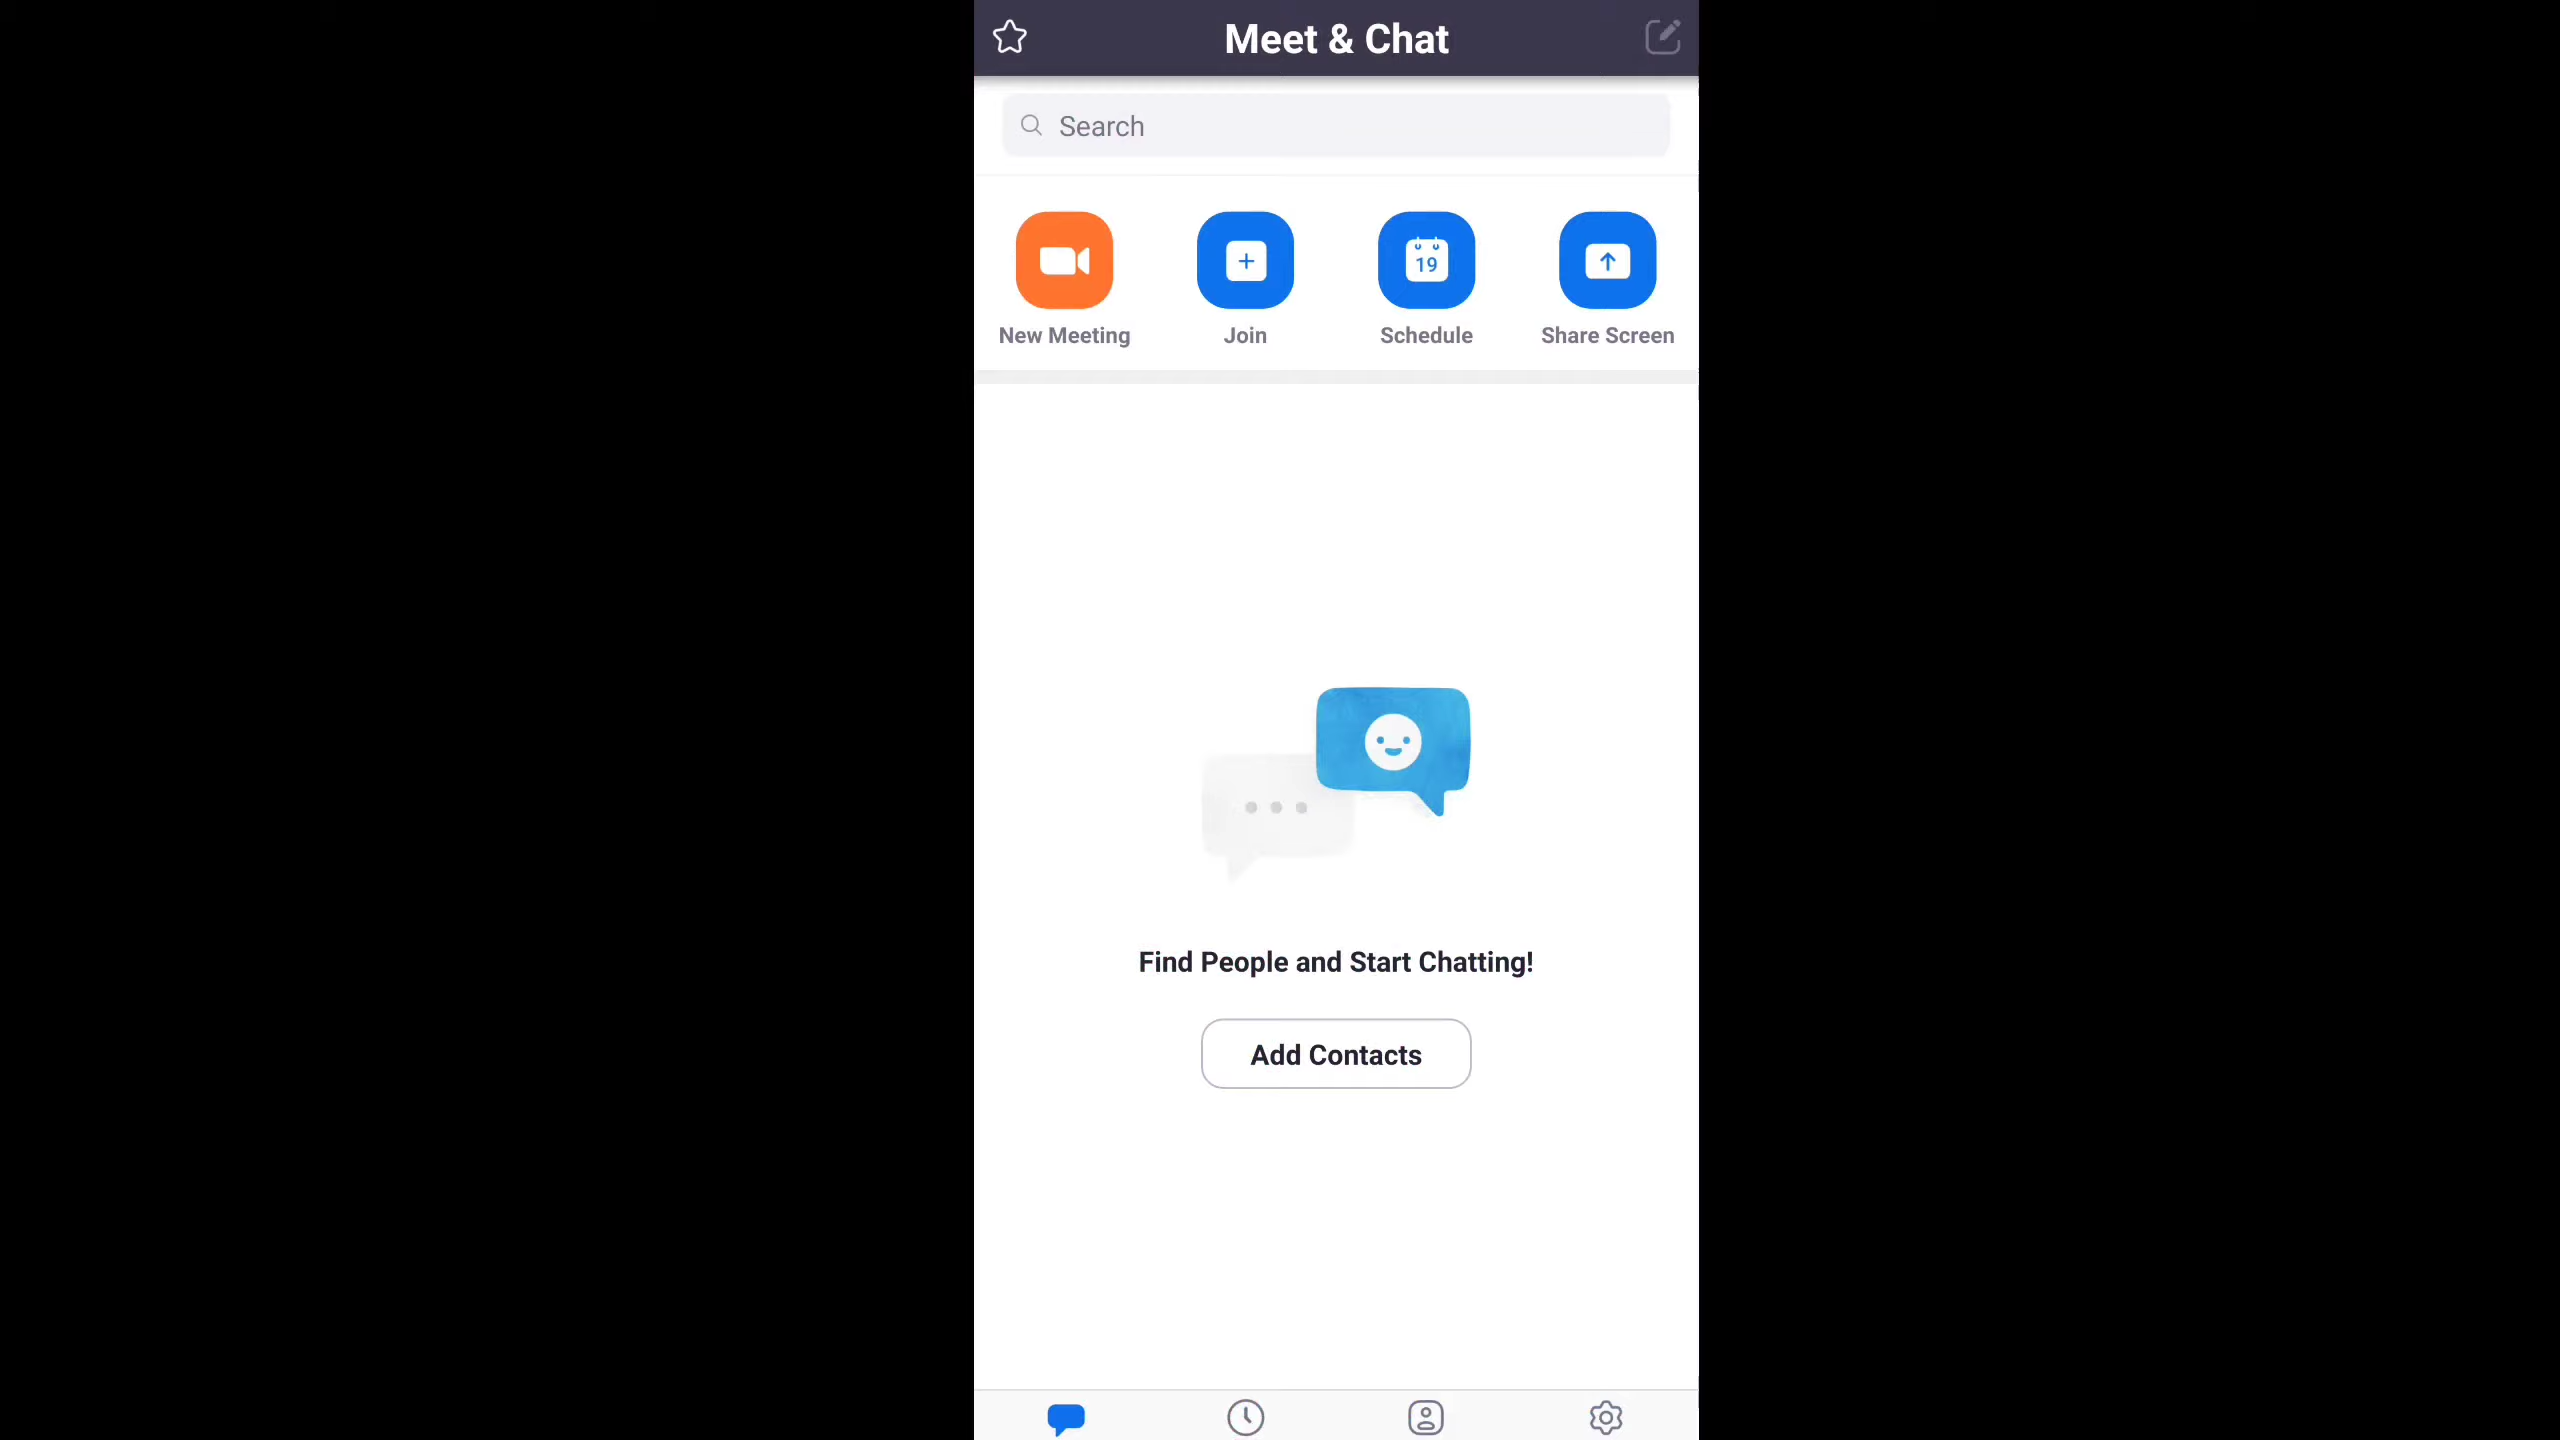 Meet & Chat
Search
19
New Meeting
Join
Schedule
Share Screen
Find People and Start Chatting!
Add Contacts